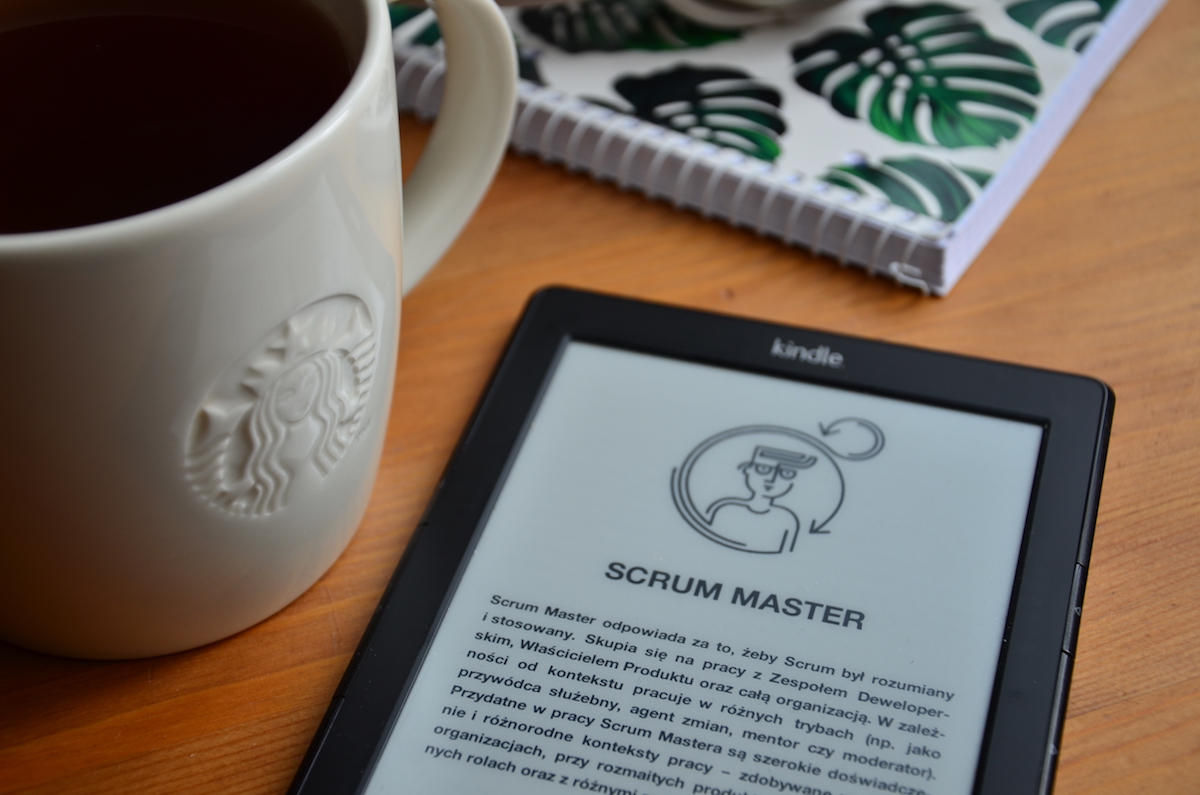 kindle
SCRUM MASTER
Scrum Master odpowiada za to, żeby Scrum był rozumiany
i stosowany. Skupia się na pracy z Zespołem Deweloper-
skim, Właścicielem Produktu oraz całą organizacją. W zależ-
ności od kontekstu pracuje w różnych trybach (np. jako
przywódca służebny, agent zmian, mentor czy moderator).
Przydatne w pracy Scrum Mastera są szerokie doświadcze-
nie i różnorodne konteksty pracy – zdobywane
organizacjach, przy rozmaitych
nych rolach oraz z różnymi